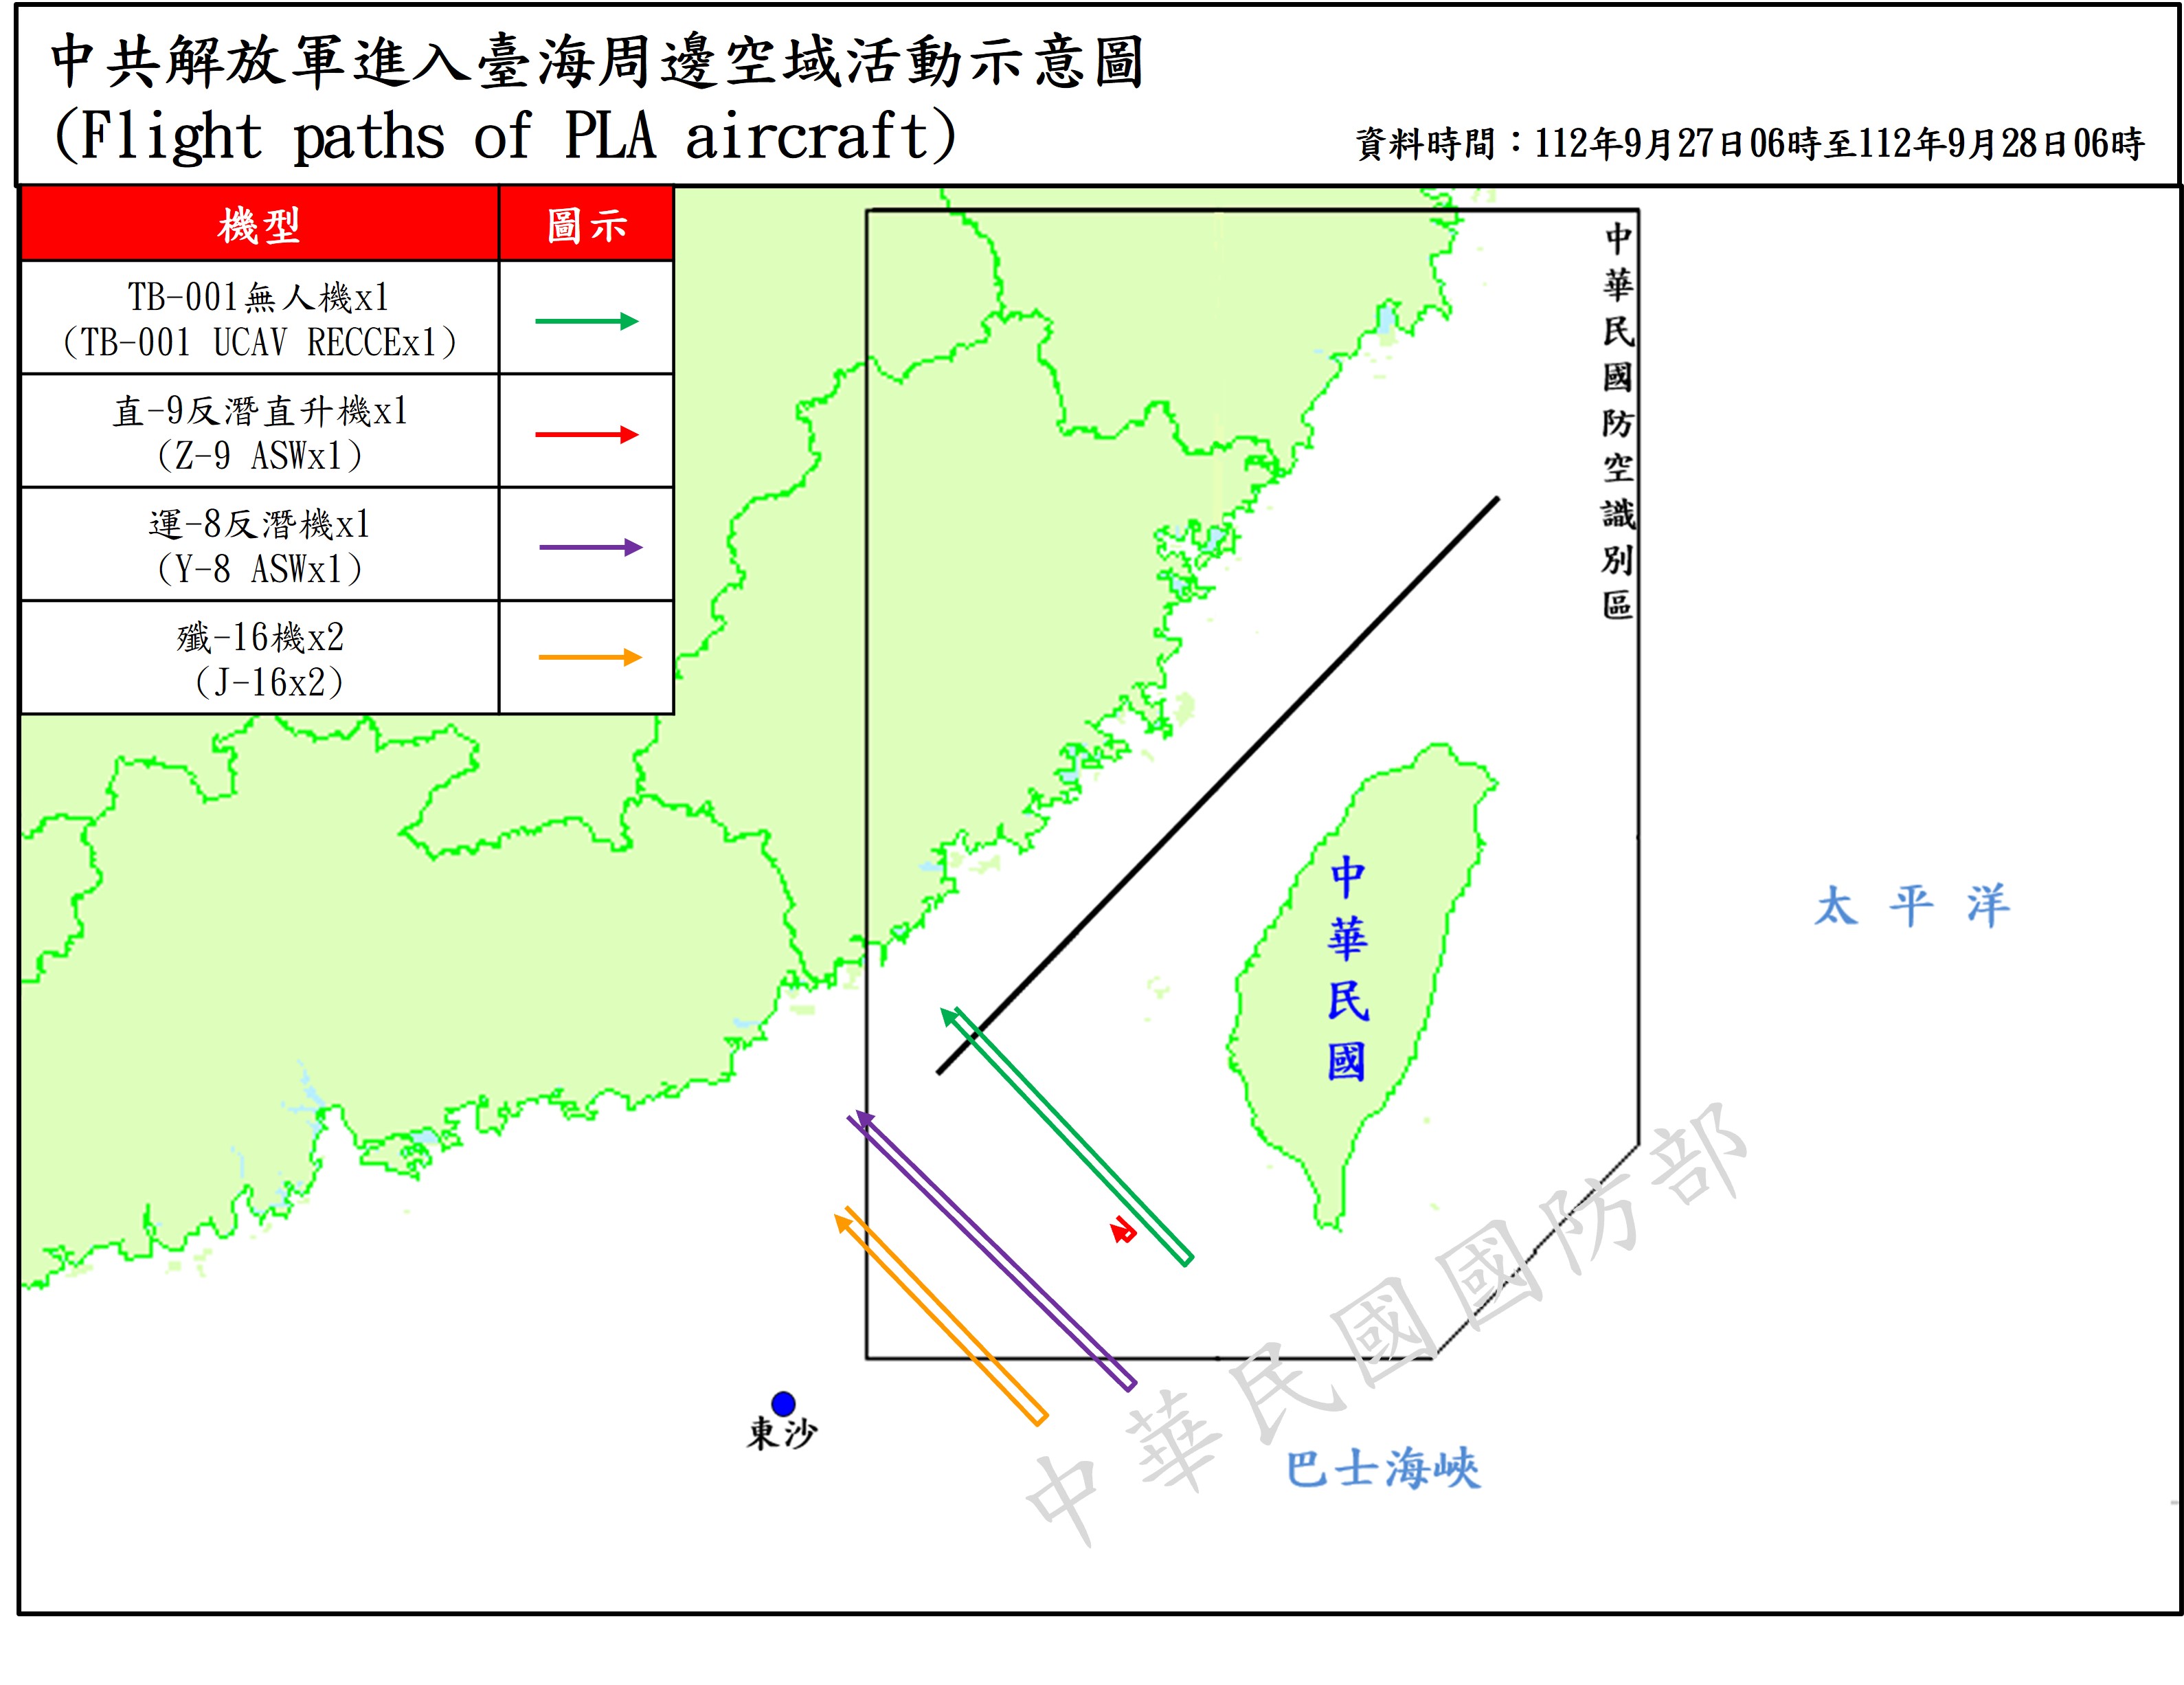 中共解放軍進入臺海周邊空域活動示意圖
(Flight paths of PLA aircraft)
資料時間：112年9月27日06時至112年9月28日06時
機型
圖示
TB-001無人機x1
(TB-001 UCAV RECCEx1)
直-9反潛直升機x1
(Z-9 ASWx1)
運-8反潛機x1
(Y-8 ASWx1)
殲-16機x2
(J-16x2)
中華民國防空識別區
中華民國
太平洋
東沙
巴士海峽
中華民國國防部